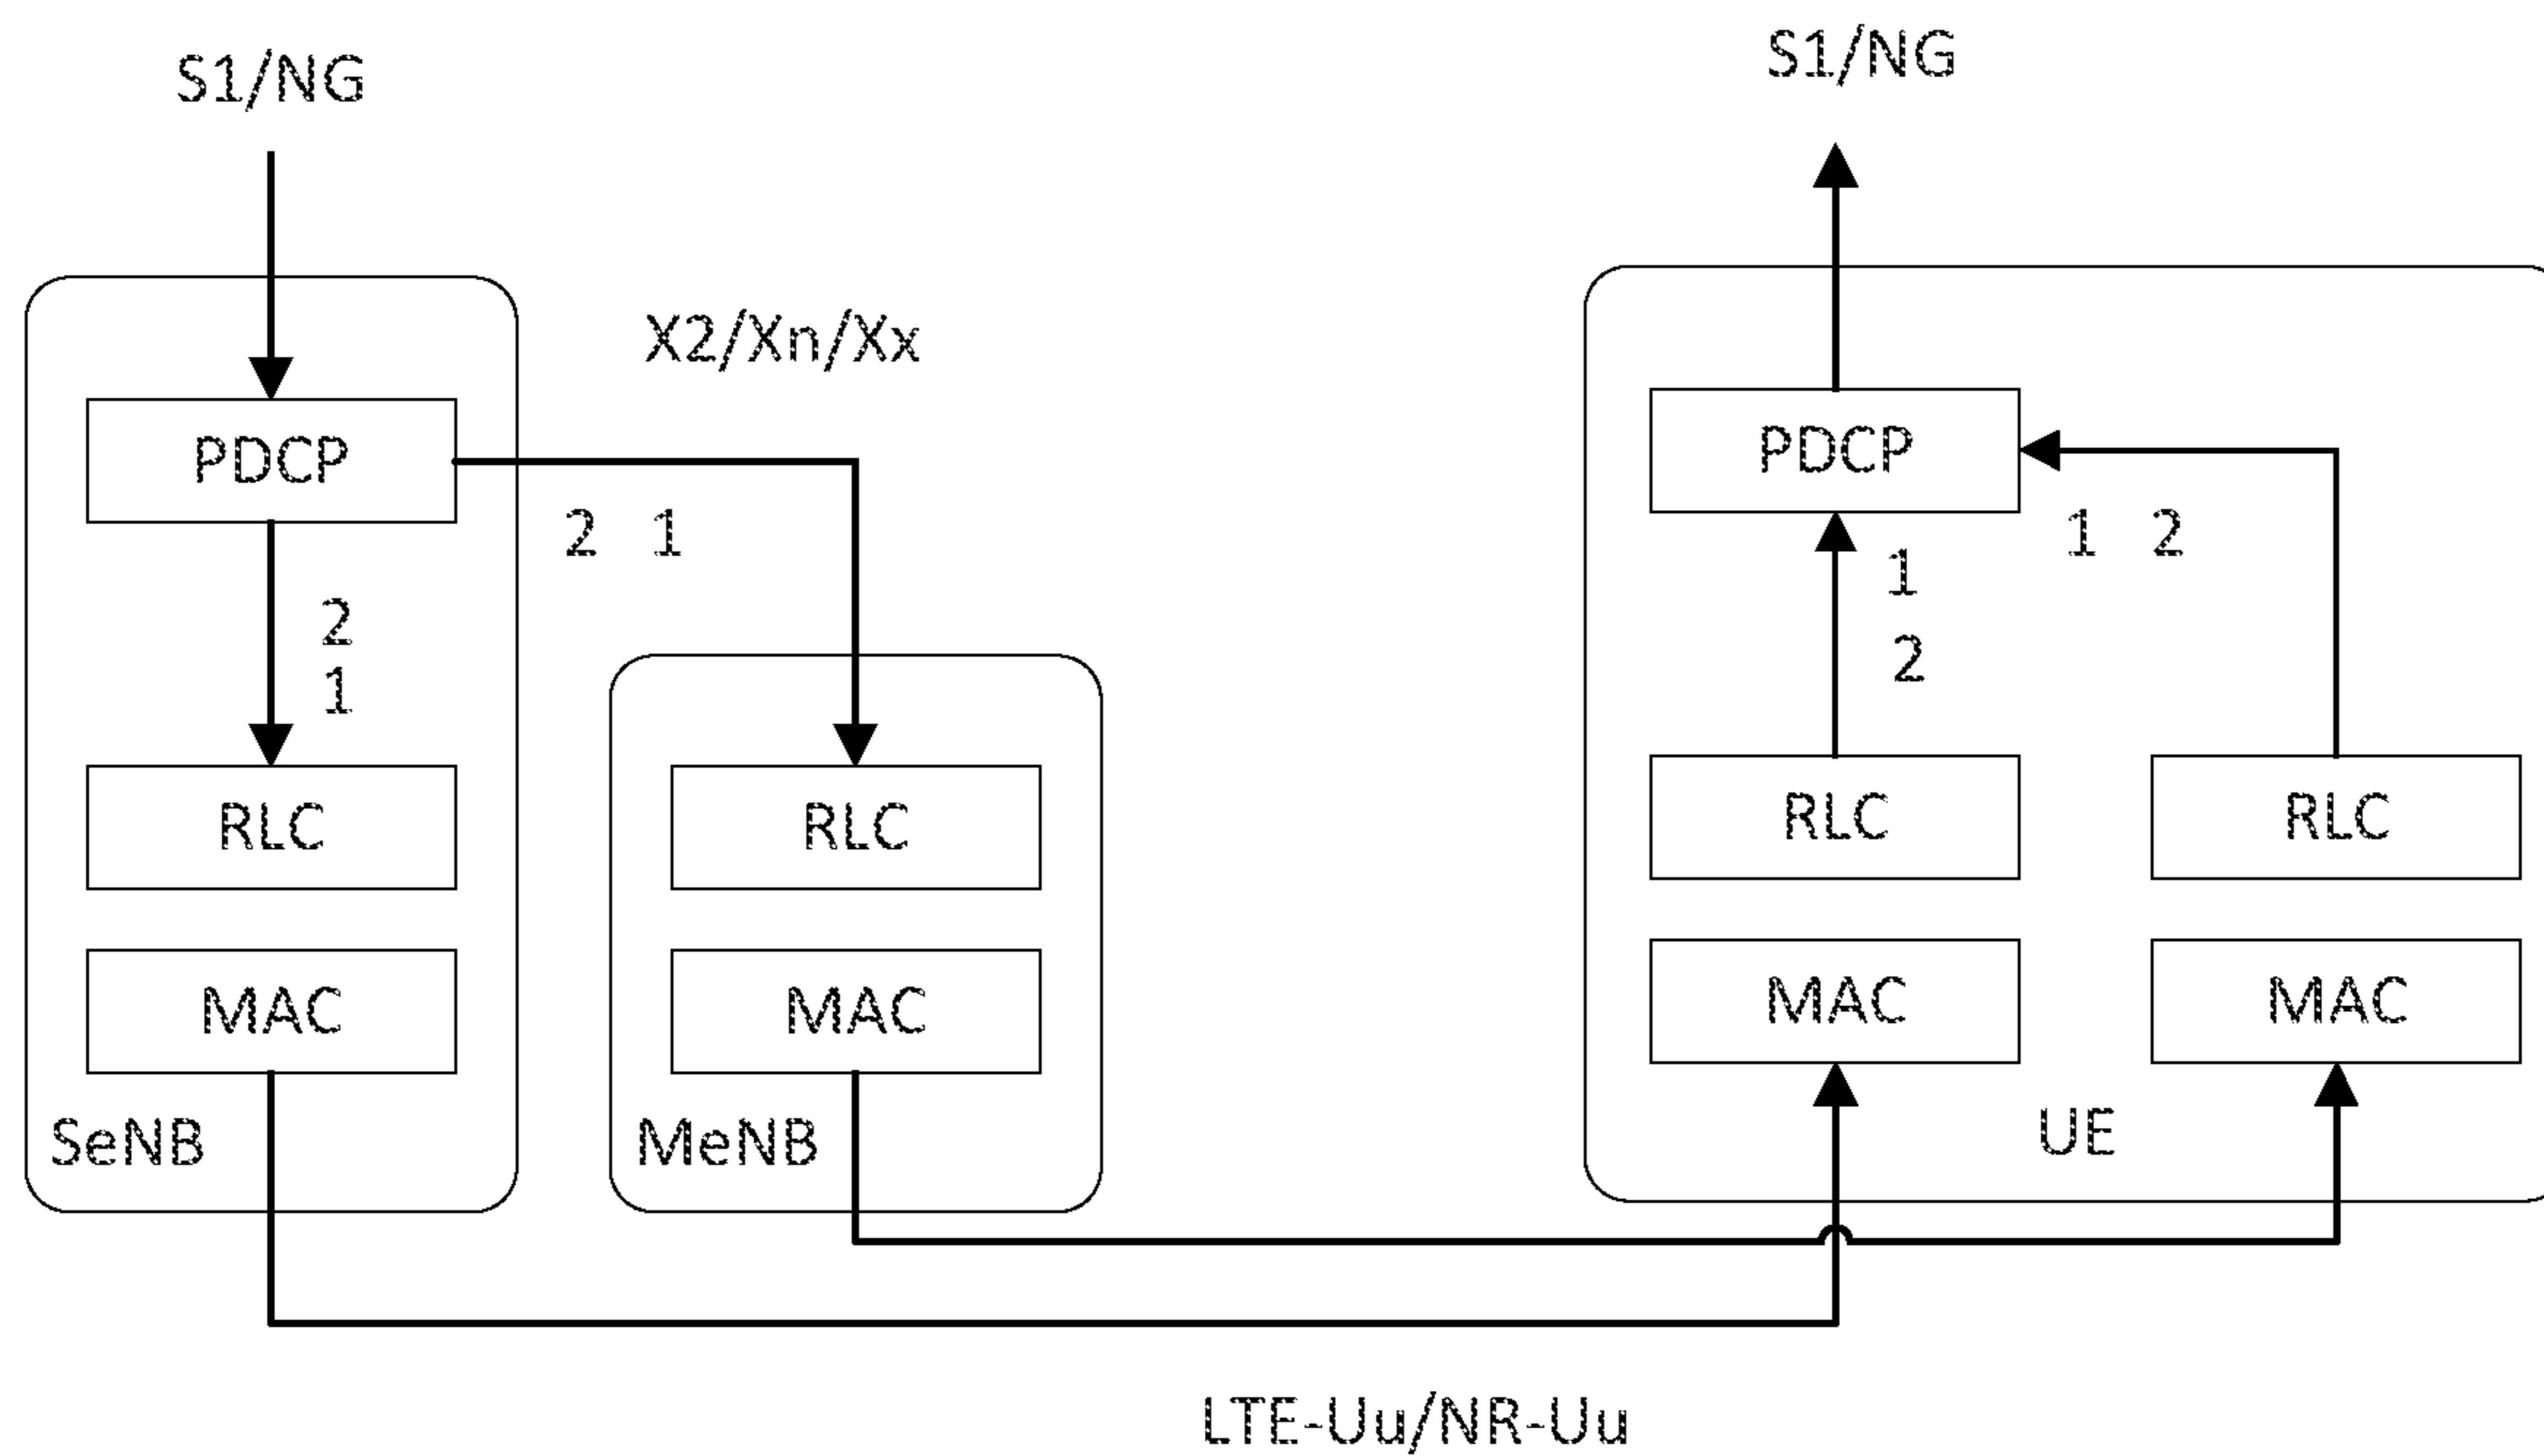 S1/NG
S1/NG
X2/Xn/Xx
PDCP
PDCP
2 1
1 2
1
2
2
1
RLC
RLC
RLC
RLC
MAC
MAC
MAC
MAC
SeNB
MeNB
UE
LTE-Uu/NR-Uu